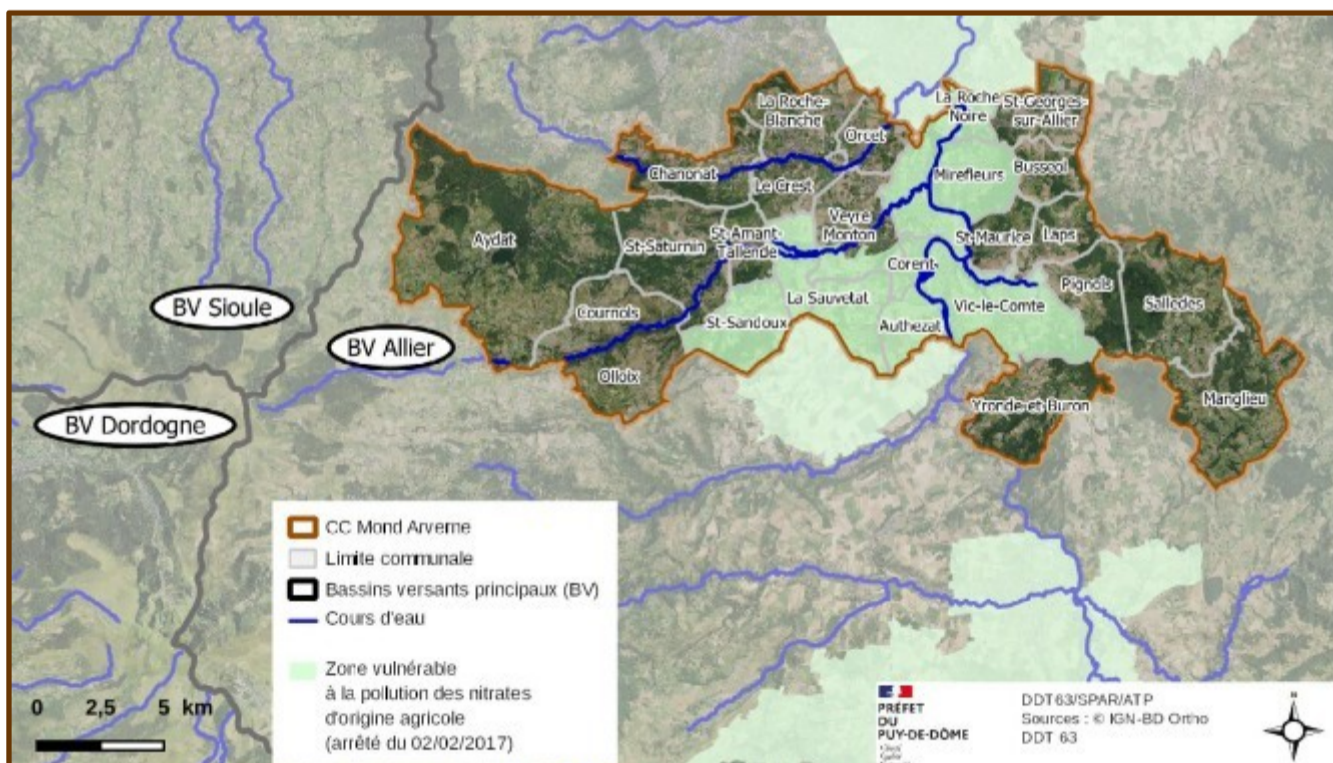 La Roche-
Blanche
Orcet
La Roche
Noire
St-Georges-
sur-Allier
Chanonat
Le Crest
Mirefleurs
Busséol
Aydat
St-Saturnin
St-Amant-
Tallende
Veyre
Monton
St-Maurice
Laps
Corent
Pignols
Sallèdes
BV Sioule
Cournols
La Sauvetat
Vic-le-Comte
St-Sandoux
Authezat
BV Allier
Olloix
Yronde-et-Buron
Manglieu
BV Dordogne
CC Mond Arverne
Limite communale
Bassins versants principaux (BV)
Cours d'eau
Zone vulnérable
à la pollution des nitrates
d'origine agricole
(arrêté du 02/02/2017)
0 2,5 5 km
PRÉFET
DU
PUY-DE-DÔME
DDT63/SPAR/ATP
Sources : © IGN-BD Ortho
DDT 63